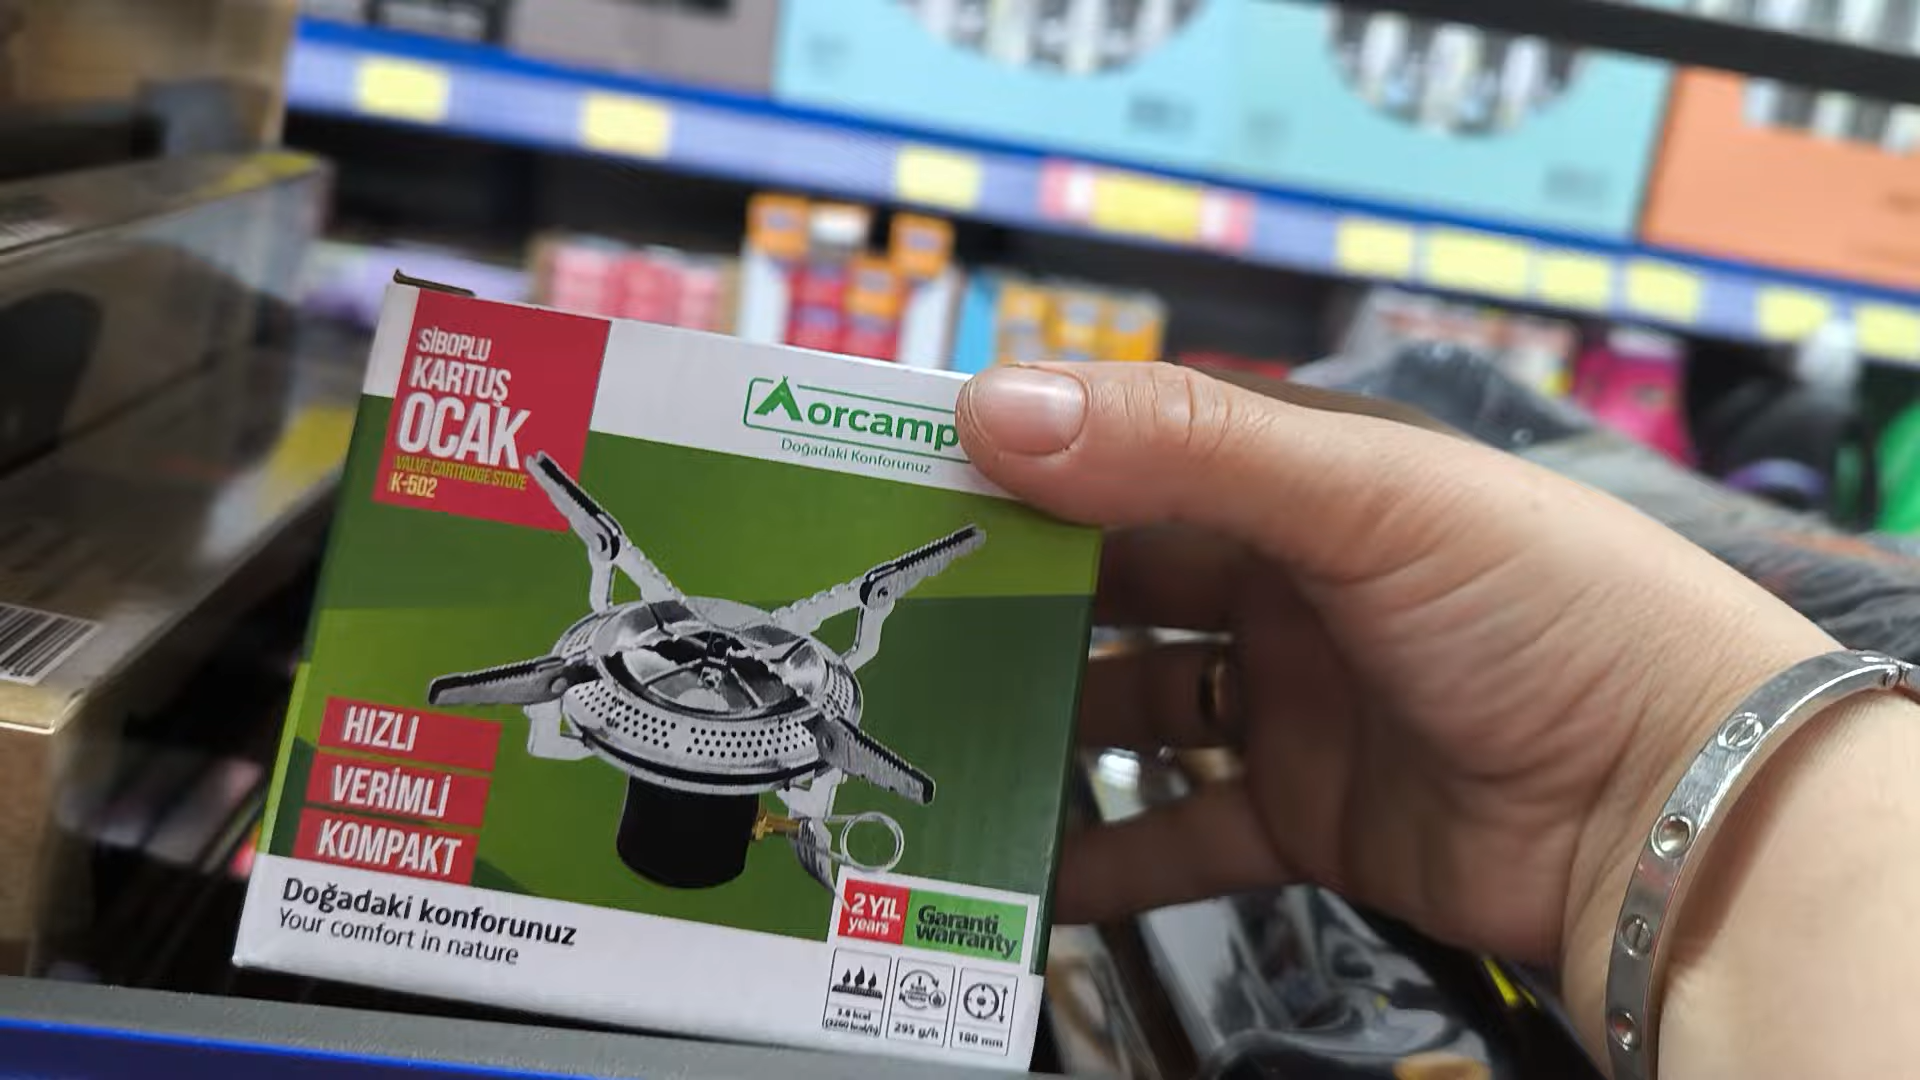 SİBOPLU
KARTUŞ
OCAK
VALVE CARTRIDGE STOVE
K-502
orcamp
Doğadaki Konforunuz
HIZLI
VERİMLİ
KOMPAKT
Doğadaki konforunuz
Your comfort in nature
2 YIL
years
Garanti
warranty
295 g/h
180 mm